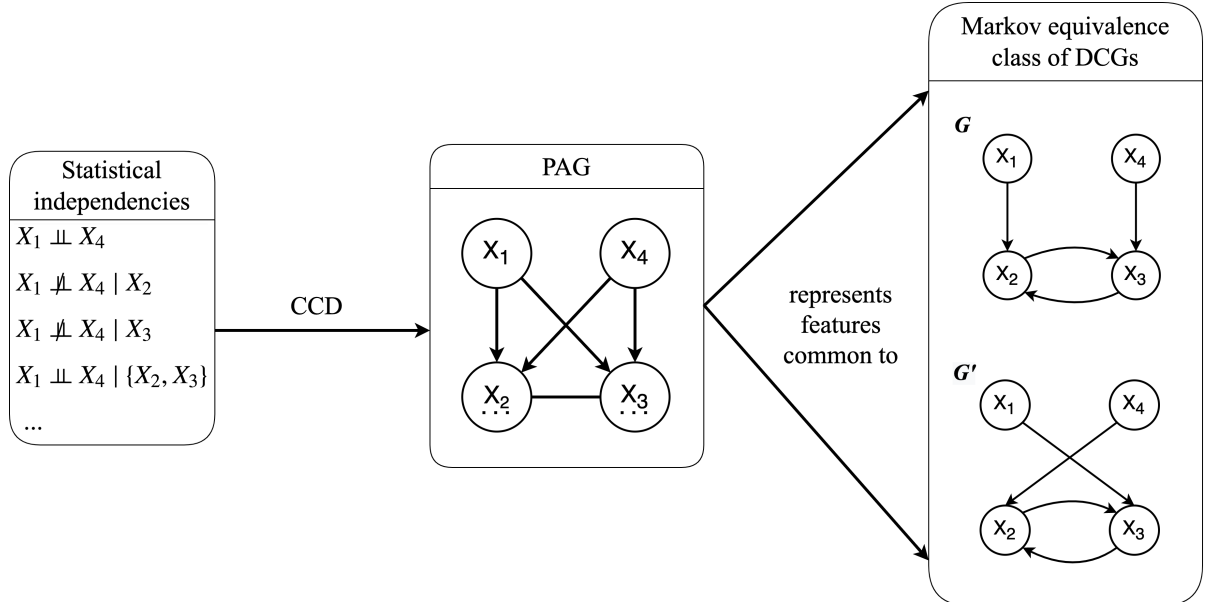 Statistical
independencies
X₁ ⫫ X₄
X₁ ⫫̸ X₄ | X₂
X₁ ⫫̸ X₄ | X₃
X₁ ⫫ X₄ | {X₂, X₃}
...
CCD
PAG
X₁ X₄
X₂ X₃
... ...
represents
features
common to
Markov equivalence
class of DCGs
G
X₁ X₄
X₂ X₃
G′
X₁ X₄
X₂ X₃